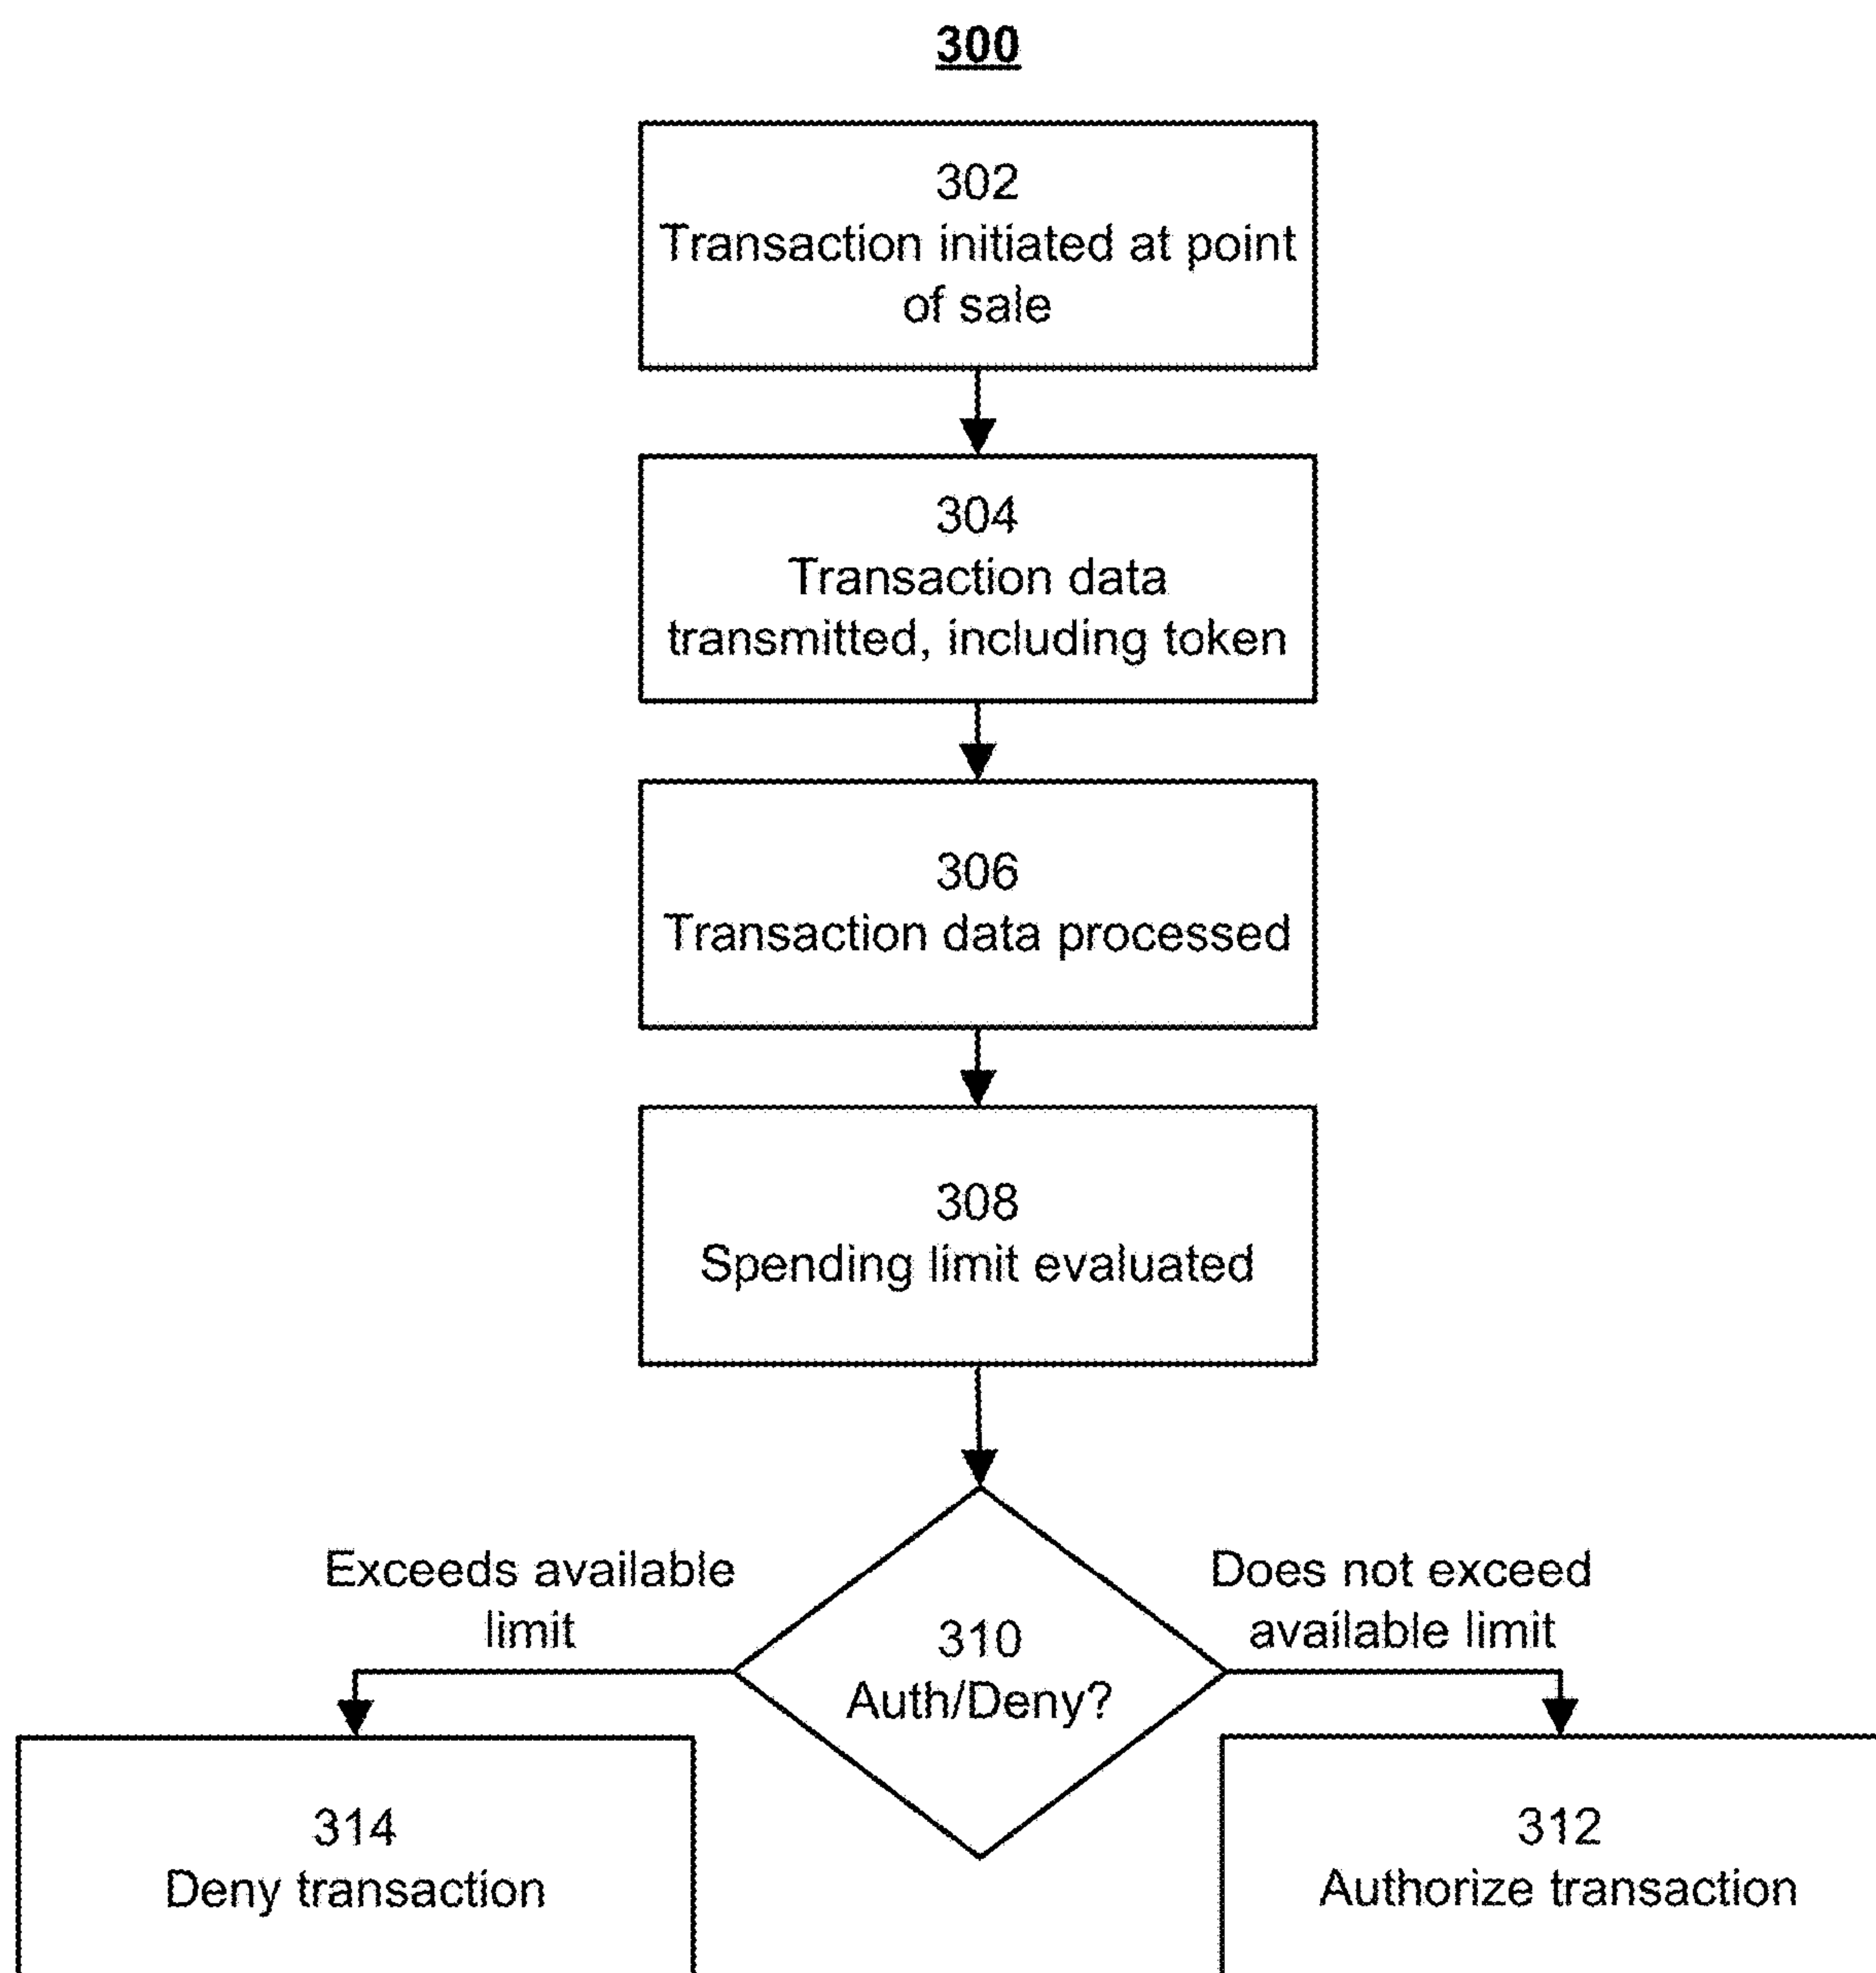 300
302
Transaction initiated at point
of sale
304
Transaction data
transmitted, including token
306
Transaction data processed
308
Spending limit evaluated
Exceeds available
limit
310
Auth/Deny?
Does not exceed
available limit
314
Deny transaction
312
Authorize transaction